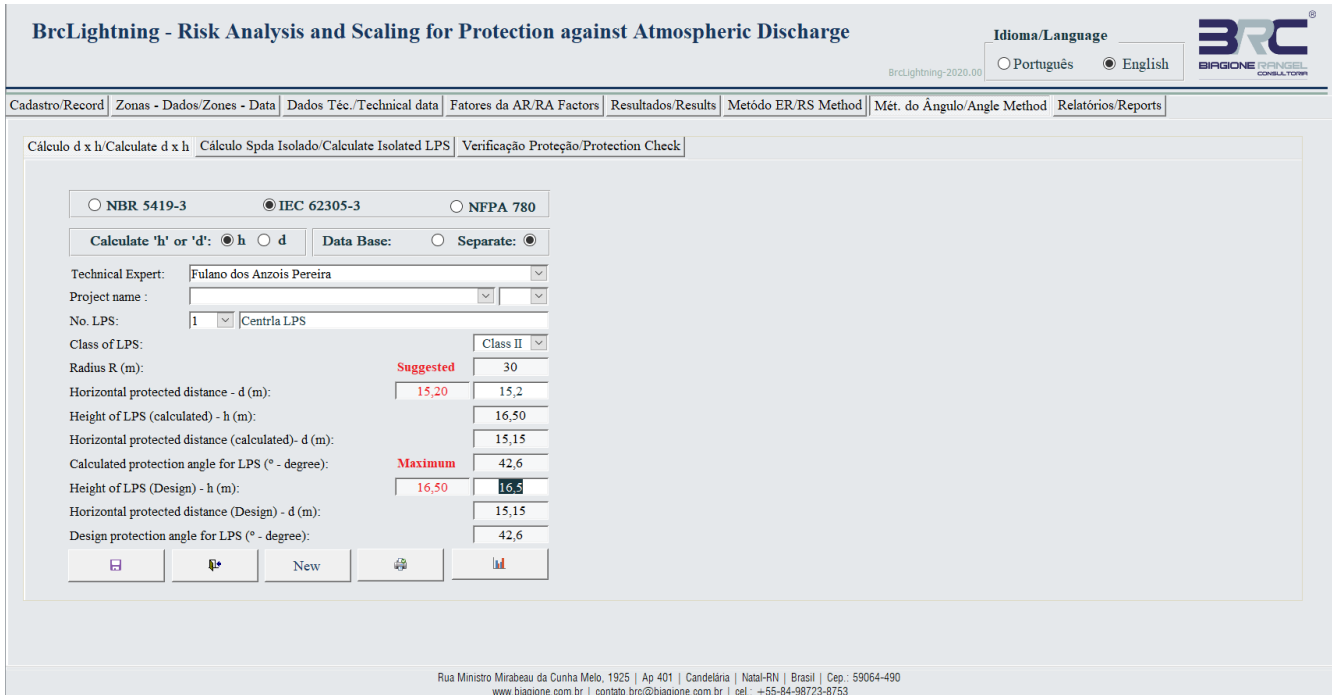 BrcLightning - Risk Analysis and Scaling for Protection against Atmospheric Discharge
BrcLightning-2020.00
Idioma/Language
Português English
BRC ®
BIAGIONE RANGEL
CONSULTORIA
Cadastro/Record Zonas - Dados/Zones - Data Dados Téc./Technical data Fatores da AR/RA Factors Resultados/Results Metódo ER/RS Method Mét. do Ângulo/Angle Method Relatórios/Reports
Cálculo d x h/Calculate d x h Cálculo Spda Isolado/Calculate Isolated LPS Verificação Proteção/Protection Check
NBR 5419-3 IEC 62305-3 NFPA 780
Calculate 'h' or 'd': h d Data Base: Separate:
Technical Expert: Fulano dos Anzois Pereira
Project name :
No. LPS: 1 Centrla LPS
Class of LPS: Class II
Radius R (m): Suggested 30
Horizontal protected distance - d (m): 15,20 15,2
Height of LPS (calculated) - h (m): 16,50
Horizontal protected distance (calculated)- d (m): 15,15
Calculated protection angle for LPS (º - degree): Maximum 42,6
Height of LPS (Design) - h (m): 16,50 16,5
Horizontal protected distance (Design) - d (m): 15,15
Design protection angle for LPS (º - degree): 42,6
New
Rua Ministro Mirabeau da Cunha Melo, 1925 | Ap 401 | Candelária | Natal-RN | Brasil | Cep.: 59064-490
www.biagione.com.br | contato.brc@biagione.com.br | cel.: +55-84-98723-8753